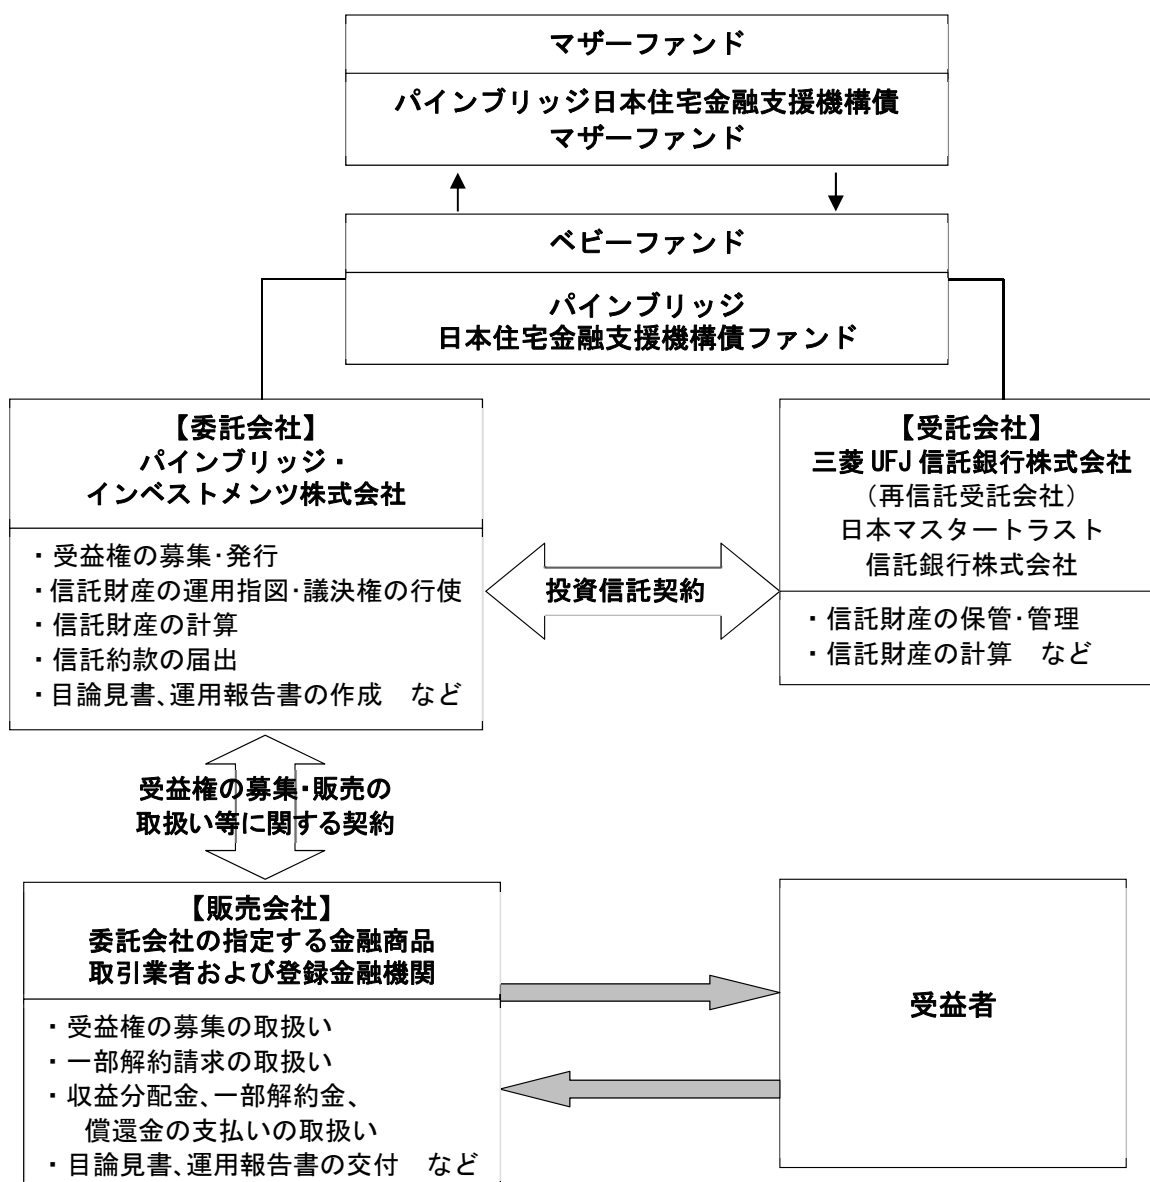 マザーファンド
パインブリッジ日本住宅金融支援機構債
マザーファンド
ベビーファンド
パインブリッジ
日本住宅金融支援機構債ファンド
【委託会社】
パインブリッジ・
インベストメンツ株式会社
・受益権の募集・発行
・信託財産の運用指図・議決権の行使
・信託財産の計算
・信託約款の届出
・目論見書、運用報告書の作成　など
投資信託契約
【受託会社】
三菱UFJ信託銀行株式会社
（再信託受託会社）
日本マスタートラスト
信託銀行株式会社
・信託財産の保管・管理
・信託財産の計算　など
受益権の募集・販売の
取扱い等に関する契約
【販売会社】
委託会社の指定する金融商品
取引業者および登録金融機関
・受益権の募集の取扱い
・一部解約請求の取扱い
・収益分配金、一部解約金、
償還金の支払いの取扱い
・目論見書、運用報告書の交付　など
受益者